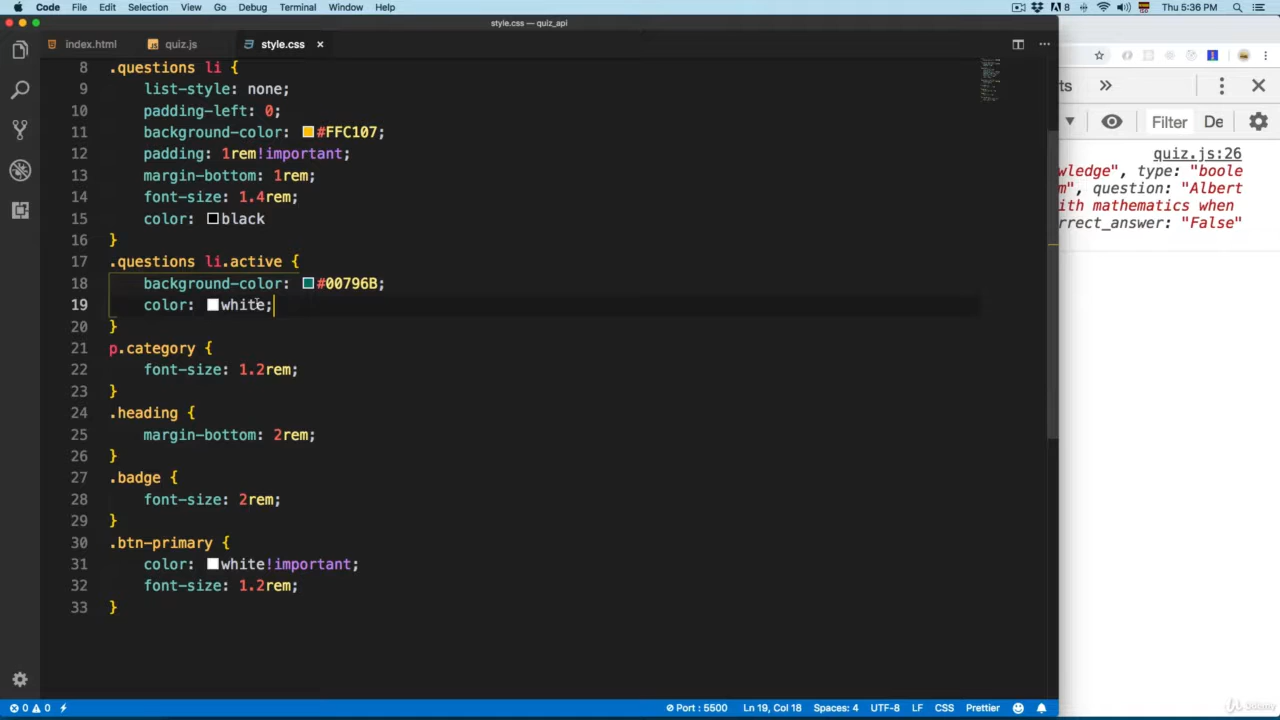 Code File Edit Selection View Go Debug Terminal Window Help 8 Thu 5:36 PM
style.css — quiz_api
index.html quiz.js style.css ×
8 .questions li {
9 list-style: none;
10 padding-left: 0;
11 background-color: #FFC107;
12 padding: 1rem!important;
13 margin-bottom: 1rem;
14 font-size: 1.4rem;
15 color: black
16 }
17 .questions li.active {
18 background-color: #00796B;
19 color: white;
20 }
21 p.category {
22 font-size: 1.2rem;
23 }
24 .heading {
25 margin-bottom: 2rem;
26 }
27 .badge {
28 font-size: 2rem;
29 }
30 .btn-primary {
31 color: white!important;
32 font-size: 1.2rem;
33 }
ts »
Filter De
quiz.js:26
wledge", type: "boole
m", question: "Albert
ith mathematics when
rrect_answer: "False"
0 0 Port : 5500 Ln 19, Col 18 Spaces: 4 UTF-8 LF CSS Prettier
Udemy